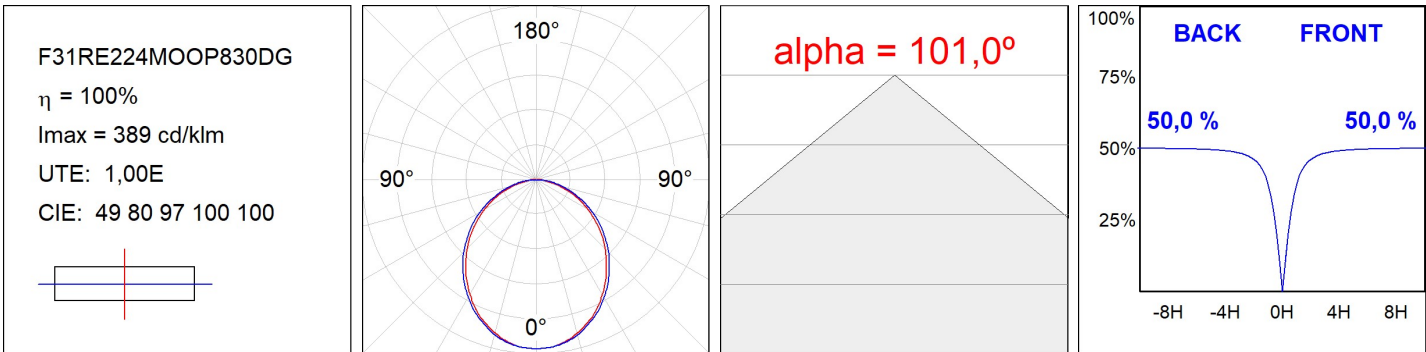 F31RE224MOOP830DG
η = 100%
Imax = 389 cd/klm
UTE: 1,00E
CIE: 49 80 97 100 100
180°
90°
90°
0°
alpha = 101,0º
100%
BACK
FRONT
75%
50,0 %
50,0 %
50%
25%
-8H
-4H
0H
4H
8H